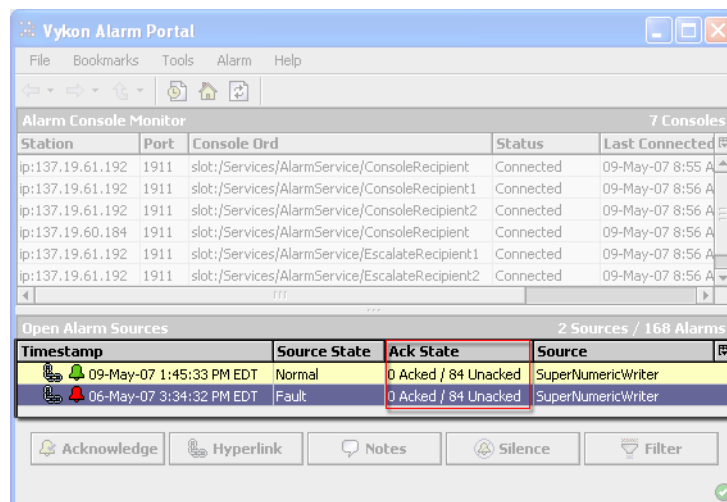 Vykon Alarm Portal
File Bookmarks Tools Alarm Help
Alarm Console Monitor 7 Consoles
Station Port Console Ord Status Last Connected
ip:137.19.61.192 1911 slot:/Services/AlarmService/ConsoleRecipient Connected 09-May-07 8:55 A
ip:137.19.61.192 1911 slot:/Services/AlarmService/ConsoleRecipient1 Connected 09-May-07 8:56 A
ip:137.19.61.192 1911 slot:/Services/AlarmService/ConsoleRecipient2 Connected 09-May-07 8:56 A
ip:137.19.60.184 1911 slot:/Services/AlarmService/ConsoleRecipient Connected 09-May-07 8:56 A
ip:137.19.61.192 1911 slot:/Services/AlarmService/EscalateRecipient1 Connected 09-May-07 8:56 A
ip:137.19.61.192 1911 slot:/Services/AlarmService/EscalateRecipient2 Connected 09-May-07 8:56 A
Open Alarm Sources 2 Sources / 168 Alarms
Timestamp Source State Ack State Source
09-May-07 1:45:33 PM EDT Normal 0 Acked / 84 Unacked SuperNumericWriter
06-May-07 3:34:32 PM EDT Fault 0 Acked / 84 Unacked SuperNumericWriter
Acknowledge Hyperlink Notes Silence Filter